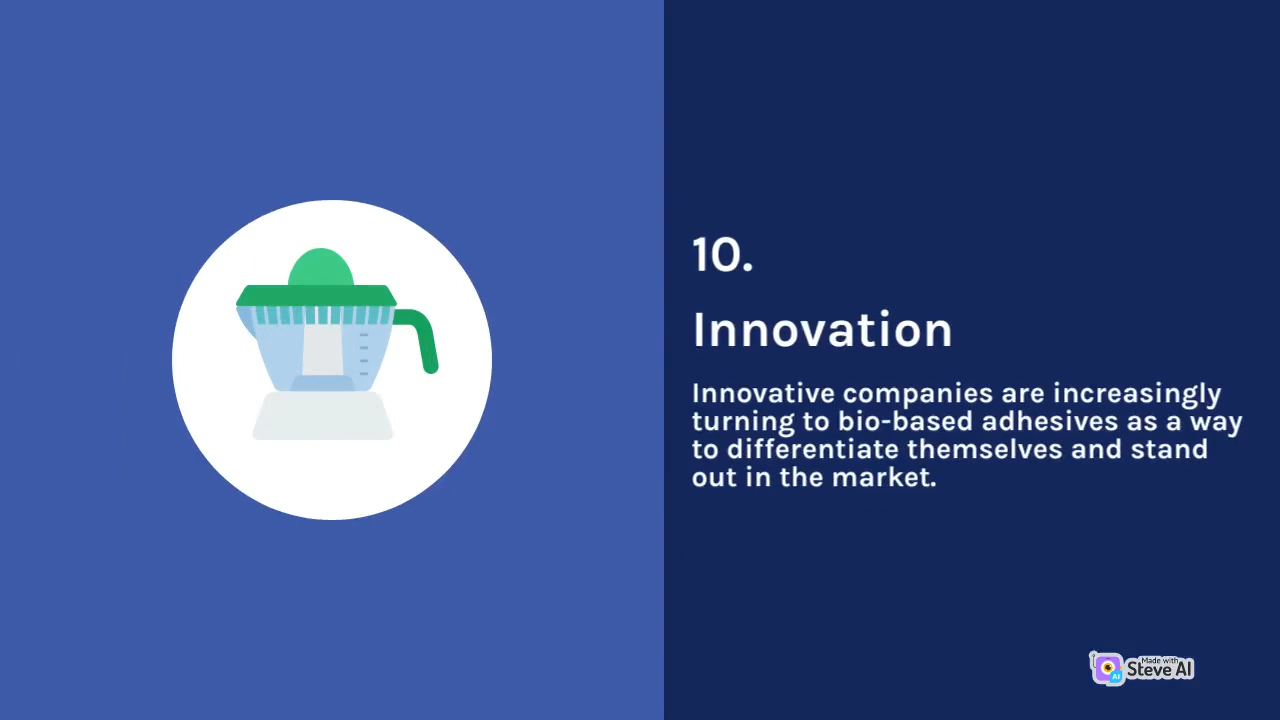 10.
Innovation
Innovative companies are increasingly
turning to bio-based adhesives as a way
to differentiate themselves and stand
out in the market.
Made with
Steve AI
AI